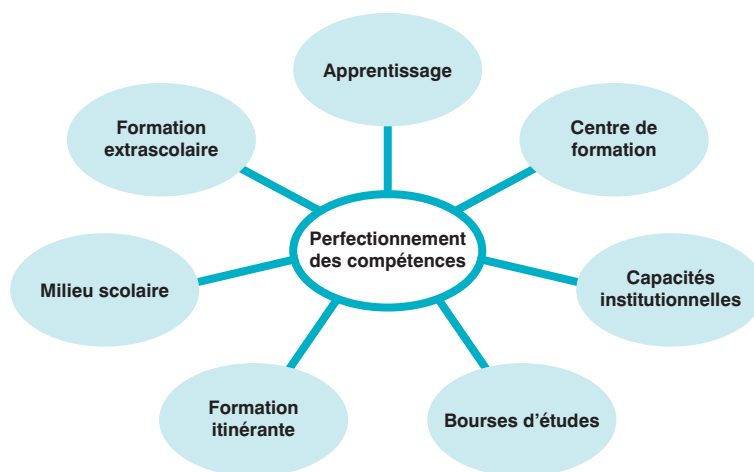 Apprentissage
Formation
extrascolaire
Centre de
formation
Perfectionnement
des compétences
Milieu scolaire
Capacités
institutionnelles
Formation
itinérante
Bourses d'études